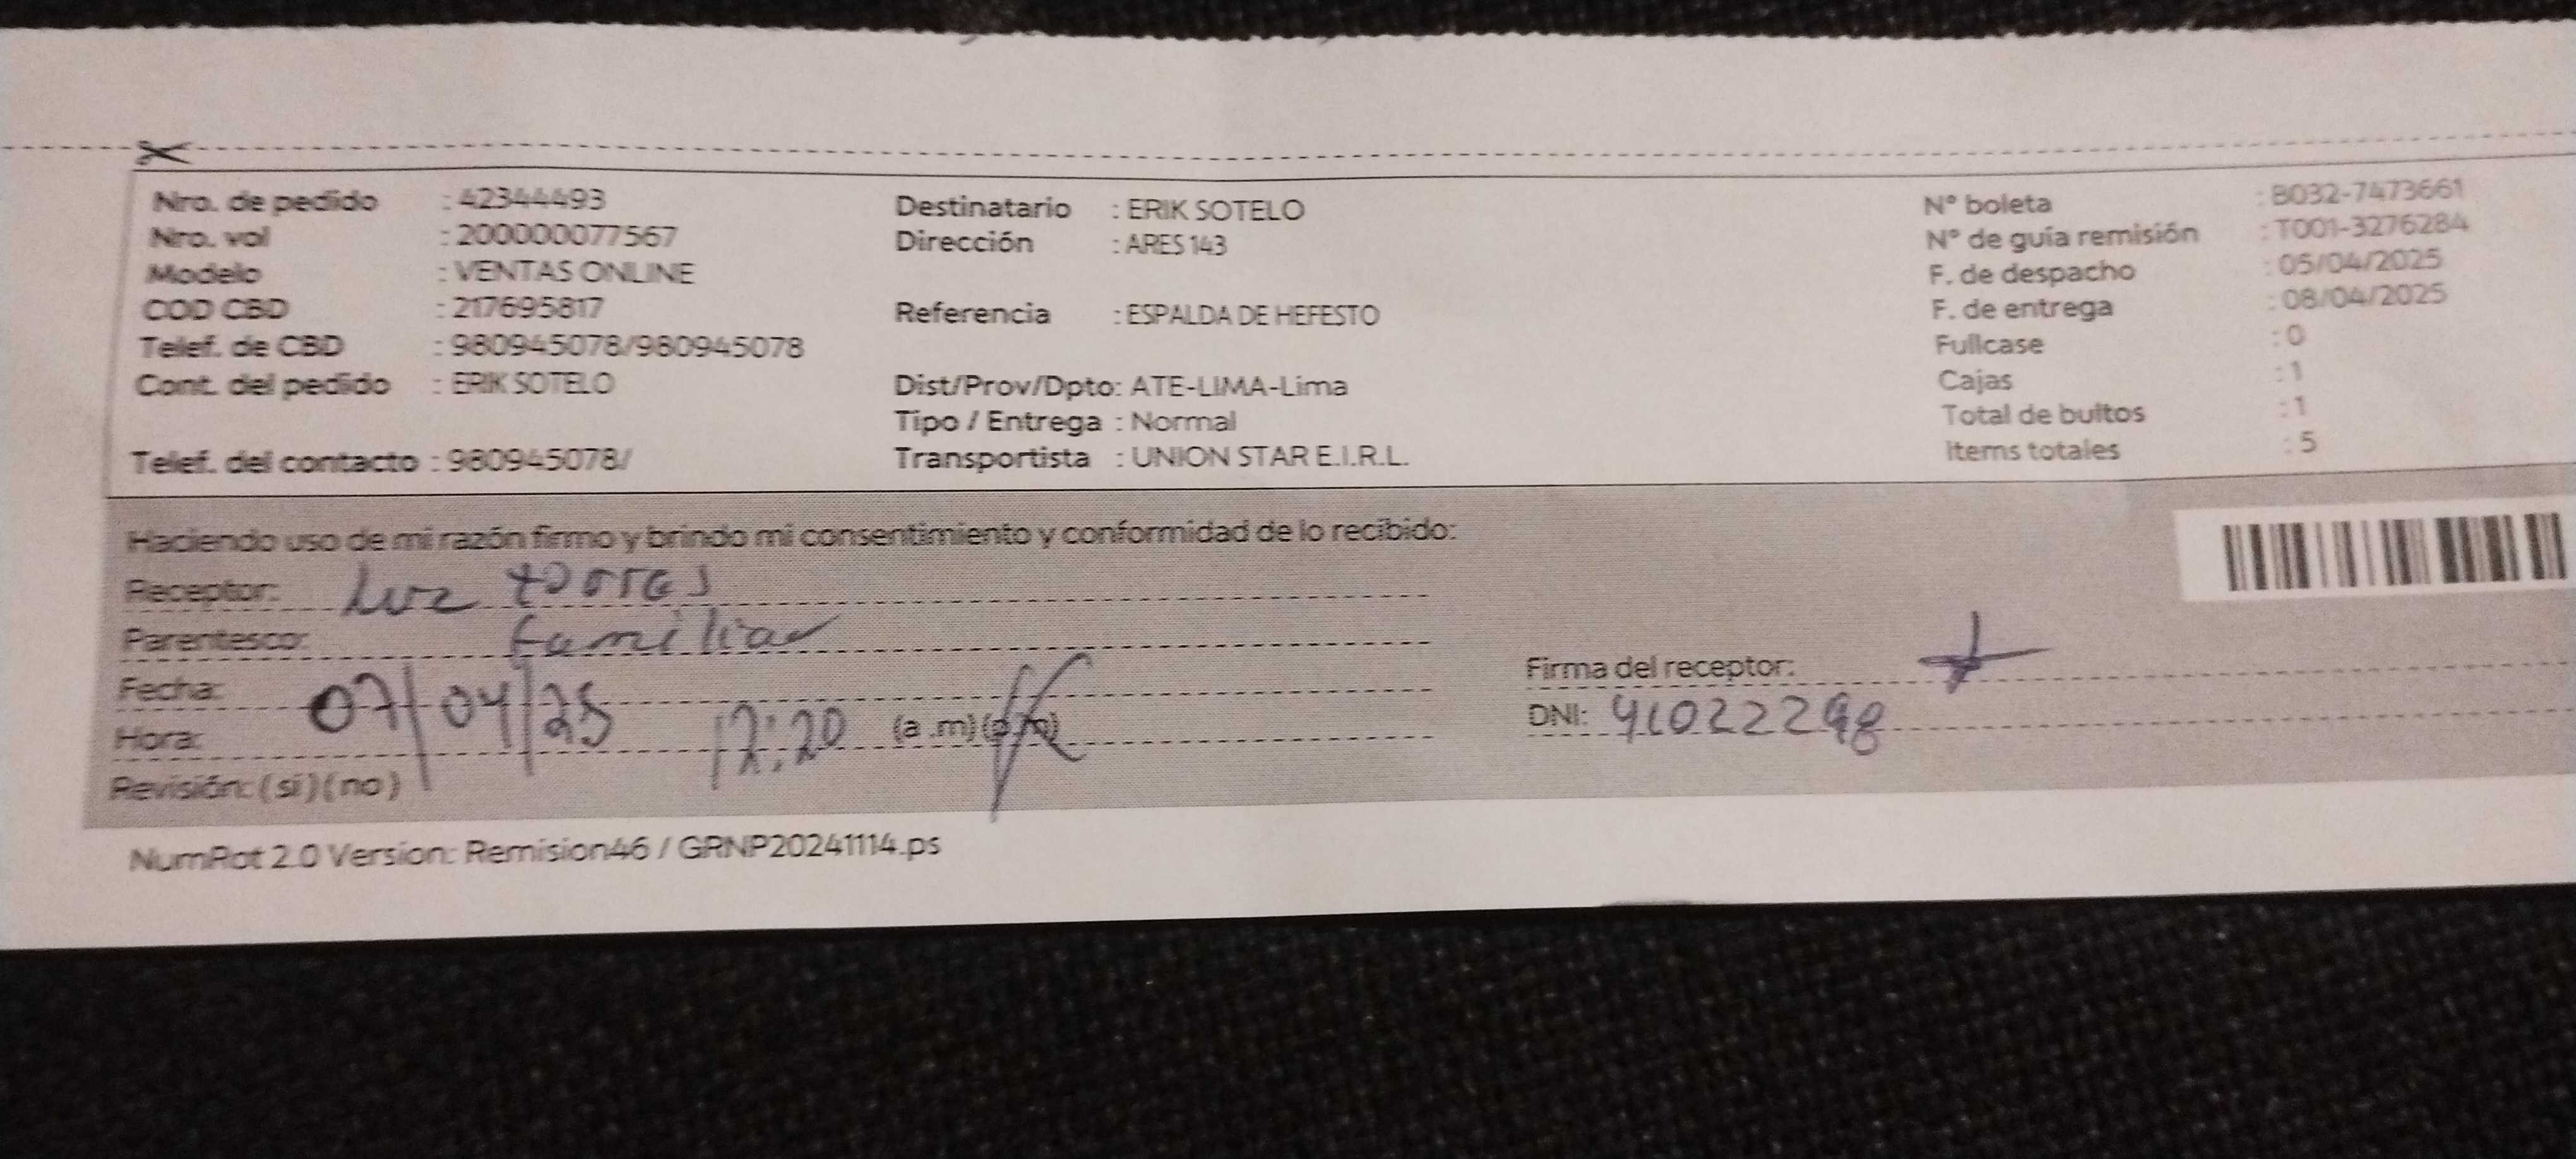 Nro. de pedido : 42344493
Nro. vol : 200000077567
Modelo : VENTAS ONLINE
COD CBD : 217695817
Telef. de CBD : 980945078/980945078
Cont. del pedido : ERIK SOTELO
Telef. del contacto : 980945078/
Destinatario : ERIK SOTELO
Dirección : ARES 143
Referencia : ESPALDA DE HEFESTO
Dist/Prov/Dpto: ATE-LIMA-Lima
Tipo / Entrega : Normal
Transportista : UNION STAR E.I.R.L.
N° boleta : B032-7473661
N° de guía remisión : T001-3276284
F. de despacho : 05/04/2025
F. de entrega : 08/04/2025
Fullcase : 0
Cajas : 1
Total de bultos : 1
Items totales : 5
Haciendo uso de mi razón firmo y brindo mi consentimiento y conformidad de lo recibido:
Receptor: Luz torres
Parentesco: familiar
Fecha: 07/04/25
Hora: 12:20 (a .m)(p.m)
Revisión: (si)(no)
Firma del receptor:
DNI: 41022298
NumRot 2.0 Version: Remision46 / GRNP20241114.ps